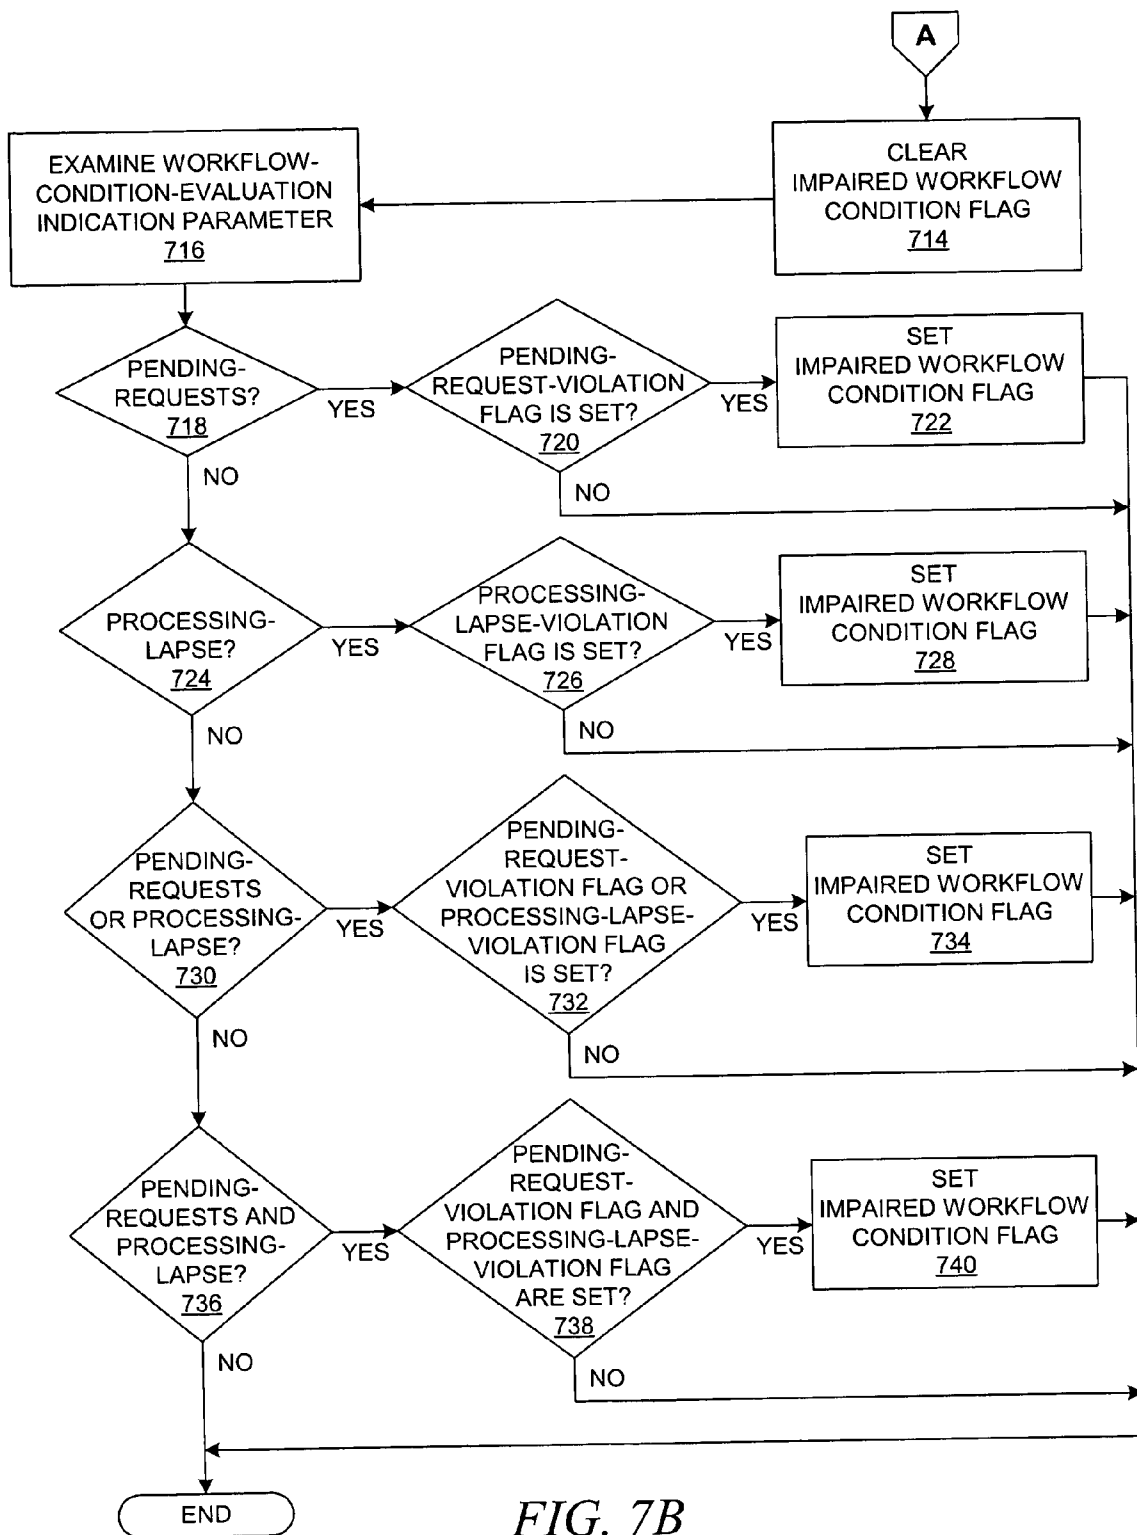 A
CLEAR
IMPAIRED WORKFLOW
CONDITION FLAG
714
EXAMINE WORKFLOW-
CONDITION-EVALUATION
INDICATION PARAMETER
716
PENDING-
REQUESTS?
718
YES
NO
PENDING-
REQUEST-VIOLATION
FLAG IS SET?
720
YES
NO
SET
IMPAIRED WORKFLOW
CONDITION FLAG
722
PROCESSING-
LAPSE?
724
YES
NO
PROCESSING-
LAPSE-VIOLATION
FLAG IS SET?
726
YES
NO
SET
IMPAIRED WORKFLOW
CONDITION FLAG
728
PENDING-
REQUESTS
OR PROCESSING-
LAPSE?
730
YES
NO
PENDING-
REQUEST-
VIOLATION FLAG OR
PROCESSING-LAPSE-
VIOLATION FLAG
IS SET?
732
YES
NO
SET
IMPAIRED WORKFLOW
CONDITION FLAG
734
PENDING-
REQUESTS AND
PROCESSING-
LAPSE?
736
YES
NO
PENDING-
REQUEST-
VIOLATION FLAG AND
PROCESSING-LAPSE-
VIOLATION FLAG
ARE SET?
738
YES
NO
SET
IMPAIRED WORKFLOW
CONDITION FLAG
740
END
FIG. 7B